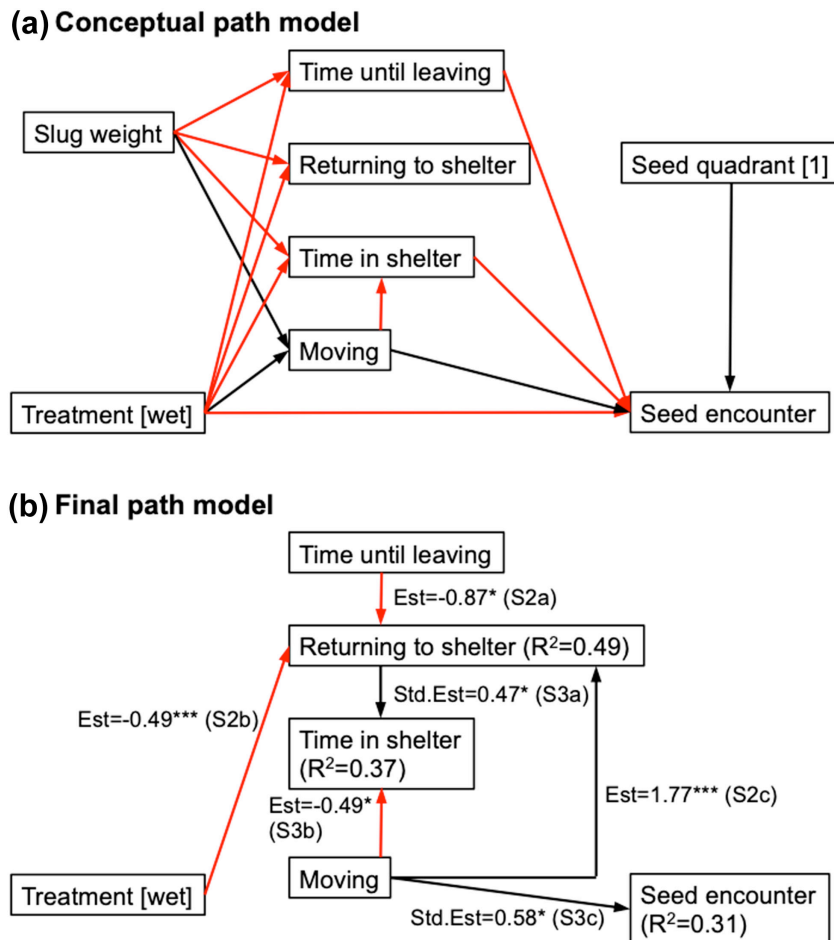 (a) Conceptual path model
Time until leaving
Slug weight
Returning to shelter
Seed quadrant [1]
Time in shelter
Moving
Treatment [wet]
Seed encounter
(b) Final path model
Time until leaving
Est=-0.87* (S2a)
Returning to shelter (R²=0.49)
Std.Est=0.47* (S3a)
Est=-0.49*** (S2b)
Time in shelter
(R²=0.37)
Est=-0.49*
(S3b)
Est=1.77*** (S2c)
Moving
Treatment [wet]
Std.Est=0.58* (S3c)
Seed encounter
(R²=0.31)